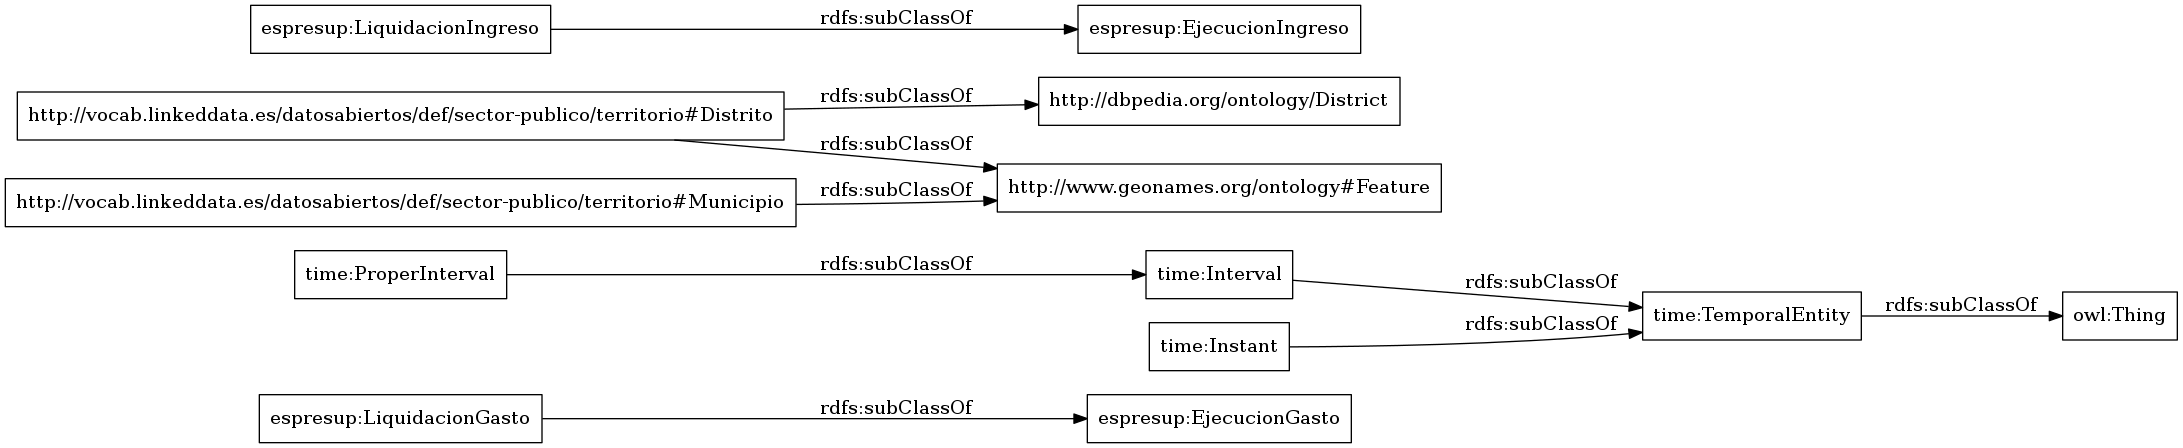 espresup:LiquidacionIngreso
rdfs:subClassOf
espresup:EjecucionIngreso
http://vocab.linkeddata.es/datosabiertos/def/sector-publico/territorio#Distrito
rdfs:subClassOf
http://dbpedia.org/ontology/District
rdfs:subClassOf
http://www.geonames.org/ontology#Feature
http://vocab.linkeddata.es/datosabiertos/def/sector-publico/territorio#Municipio
rdfs:subClassOf
time:ProperInterval
rdfs:subClassOf
time:Interval
rdfs:subClassOf
time:TemporalEntity
rdfs:subClassOf
owl:Thing
time:Instant
rdfs:subClassOf
espresup:LiquidacionGasto
rdfs:subClassOf
espresup:EjecucionGasto